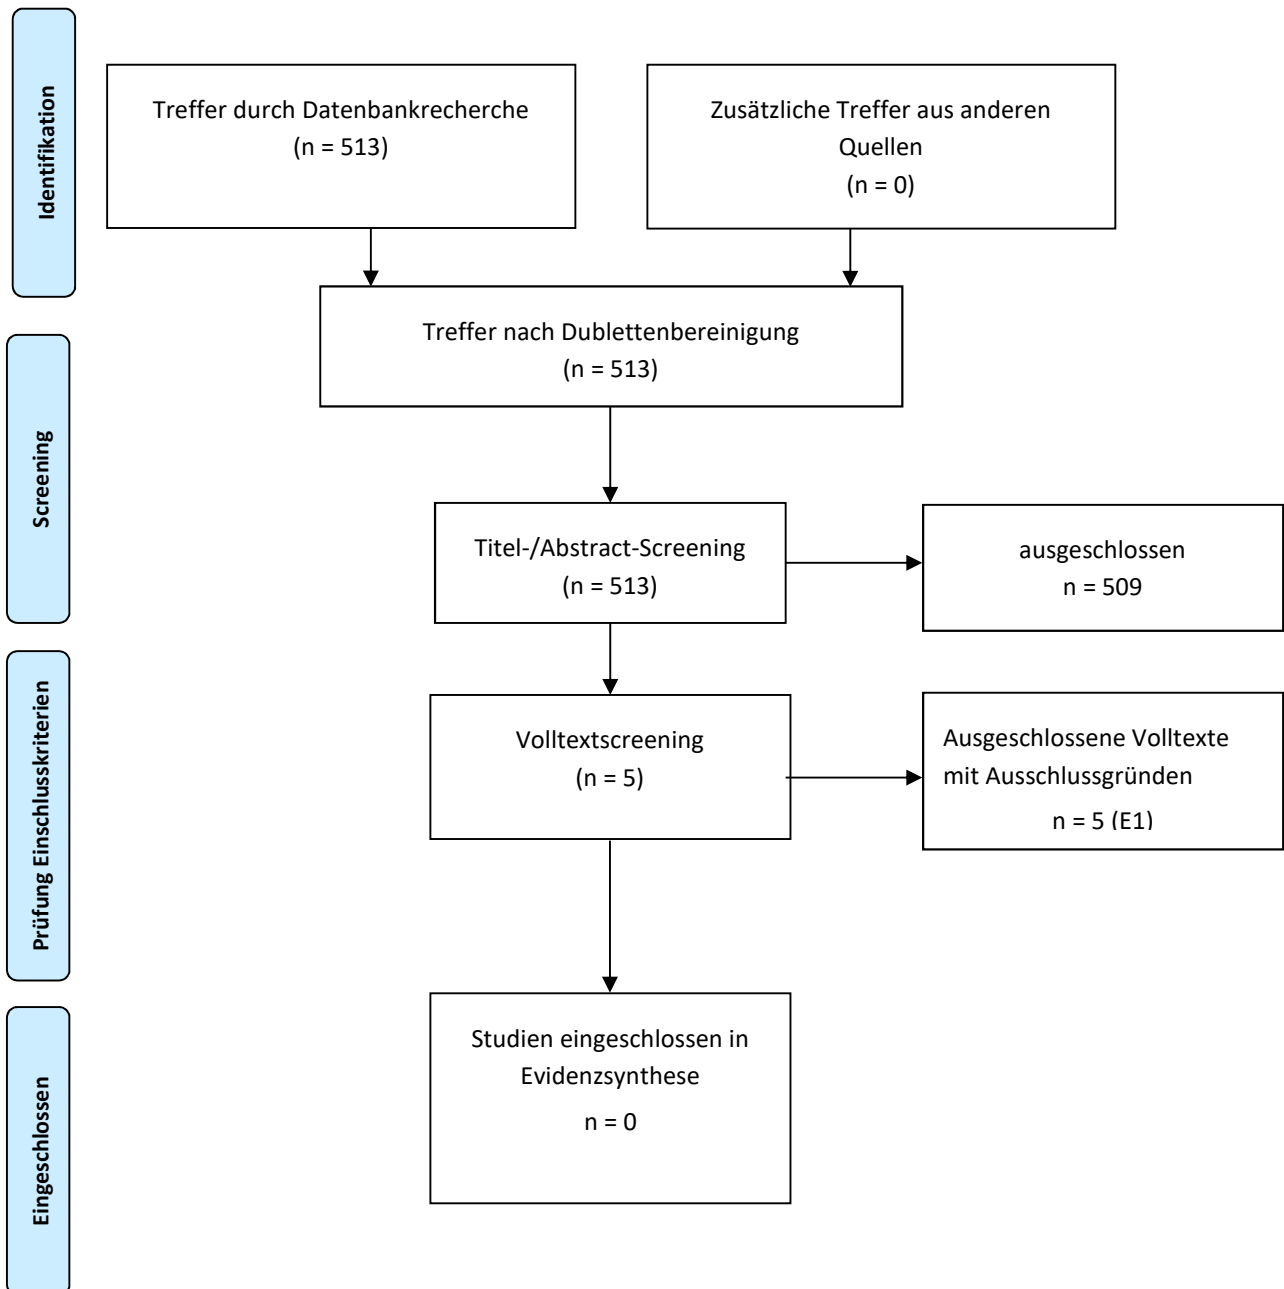 Identifikation
Treffer durch Datenbankrecherche
(n = 513)
Zusätzliche Treffer aus anderen
Quellen
(n = 0)
Treffer nach Dublettenbereinigung
(n = 513)
Screening
Titel-/Abstract-Screening
(n = 513)
ausgeschlossen
n = 509
Prüfung Einschlusskriterien
Volltextscreening
(n = 5)
Ausgeschlossene Volltexte
mit Ausschlussgründen
n = 5 (E1)
Eingeschlossen
Studien eingeschlossen in
Evidenzsynthese
n = 0